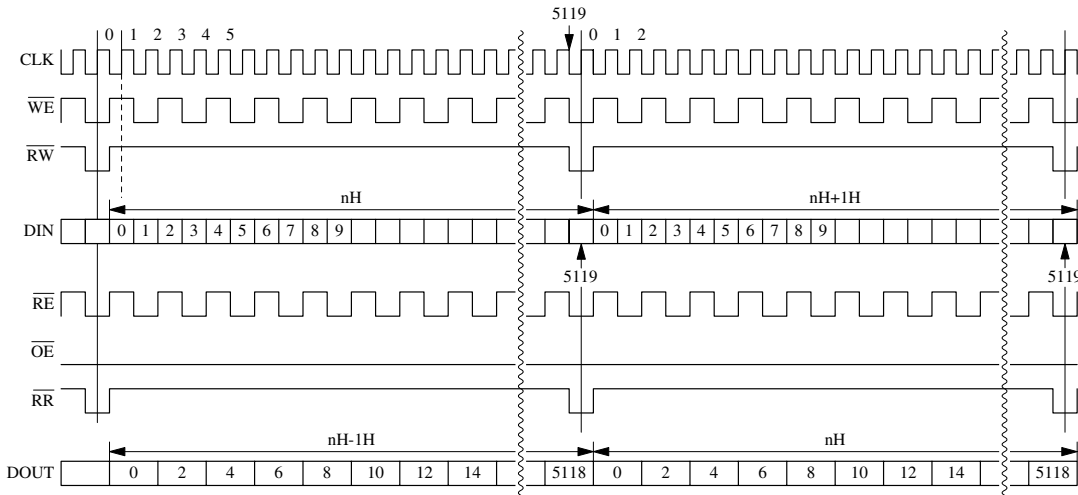 5119
0 1 2 3 4 5 0 1 2
CLK
WE
RW
nH nH+1H
DIN 0 1 2 3 4 5 6 7 8 9 0 1 2 3 4 5 6 7 8 9
5119 5119
RE
OE
RR
nH-1H nH
DOUT 0 2 4 6 8 10 12 14 5118 0 2 4 6 8 10 12 14 5118